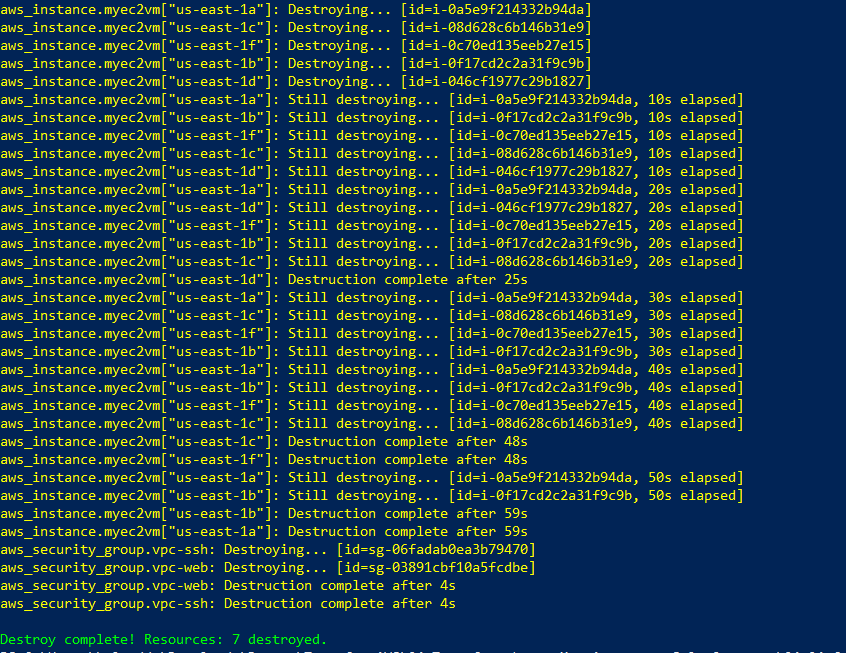 aws_instance.myec2vm["us-east-1a"]: Destroying... [id=i-0a5e9f214332b94da]
aws_instance.myec2vm["us-east-1c"]: Destroying... [id=i-08d628c6b146b31e9]
aws_instance.myec2vm["us-east-1f"]: Destroying... [id=i-0c70ed135eeb27e15]
aws_instance.myec2vm["us-east-1b"]: Destroying... [id=i-0f17cd2c2a31f9c9b]
aws_instance.myec2vm["us-east-1d"]: Destroying... [id=i-046cf1977c29b1827]
aws_instance.myec2vm["us-east-1a"]: Still destroying... [id=i-0a5e9f214332b94da, 10s elapsed]
aws_instance.myec2vm["us-east-1b"]: Still destroying... [id=i-0f17cd2c2a31f9c9b, 10s elapsed]
aws_instance.myec2vm["us-east-1f"]: Still destroying... [id=i-0c70ed135eeb27e15, 10s elapsed]
aws_instance.myec2vm["us-east-1c"]: Still destroying... [id=i-08d628c6b146b31e9, 10s elapsed]
aws_instance.myec2vm["us-east-1d"]: Still destroying... [id=i-046cf1977c29b1827, 10s elapsed]
aws_instance.myec2vm["us-east-1a"]: Still destroying... [id=i-0a5e9f214332b94da, 20s elapsed]
aws_instance.myec2vm["us-east-1d"]: Still destroying... [id=i-046cf1977c29b1827, 20s elapsed]
aws_instance.myec2vm["us-east-1f"]: Still destroying... [id=i-0c70ed135eeb27e15, 20s elapsed]
aws_instance.myec2vm["us-east-1b"]: Still destroying... [id=i-0f17cd2c2a31f9c9b, 20s elapsed]
aws_instance.myec2vm["us-east-1c"]: Still destroying... [id=i-08d628c6b146b31e9, 20s elapsed]
aws_instance.myec2vm["us-east-1d"]: Destruction complete after 25s
aws_instance.myec2vm["us-east-1a"]: Still destroying... [id=i-0a5e9f214332b94da, 30s elapsed]
aws_instance.myec2vm["us-east-1c"]: Still destroying... [id=i-08d628c6b146b31e9, 30s elapsed]
aws_instance.myec2vm["us-east-1f"]: Still destroying... [id=i-0c70ed135eeb27e15, 30s elapsed]
aws_instance.myec2vm["us-east-1b"]: Still destroying... [id=i-0f17cd2c2a31f9c9b, 30s elapsed]
aws_instance.myec2vm["us-east-1a"]: Still destroying... [id=i-0a5e9f214332b94da, 40s elapsed]
aws_instance.myec2vm["us-east-1b"]: Still destroying... [id=i-0f17cd2c2a31f9c9b, 40s elapsed]
aws_instance.myec2vm["us-east-1f"]: Still destroying... [id=i-0c70ed135eeb27e15, 40s elapsed]
aws_instance.myec2vm["us-east-1c"]: Still destroying... [id=i-08d628c6b146b31e9, 40s elapsed]
aws_instance.myec2vm["us-east-1c"]: Destruction complete after 48s
aws_instance.myec2vm["us-east-1f"]: Destruction complete after 48s
aws_instance.myec2vm["us-east-1a"]: Still destroying... [id=i-0a5e9f214332b94da, 50s elapsed]
aws_instance.myec2vm["us-east-1b"]: Still destroying... [id=i-0f17cd2c2a31f9c9b, 50s elapsed]
aws_instance.myec2vm["us-east-1b"]: Destruction complete after 59s
aws_instance.myec2vm["us-east-1a"]: Destruction complete after 59s
aws_security_group.vpc-ssh: Destroying... [id=sg-06fadab0ea3b79470]
aws_security_group.vpc-web: Destroying... [id=sg-03891cbf10a5fcdbe]
aws_security_group.vpc-web: Destruction complete after 4s
aws_security_group.vpc-ssh: Destruction complete after 4s
Destroy complete! Resources: 7 destroyed.